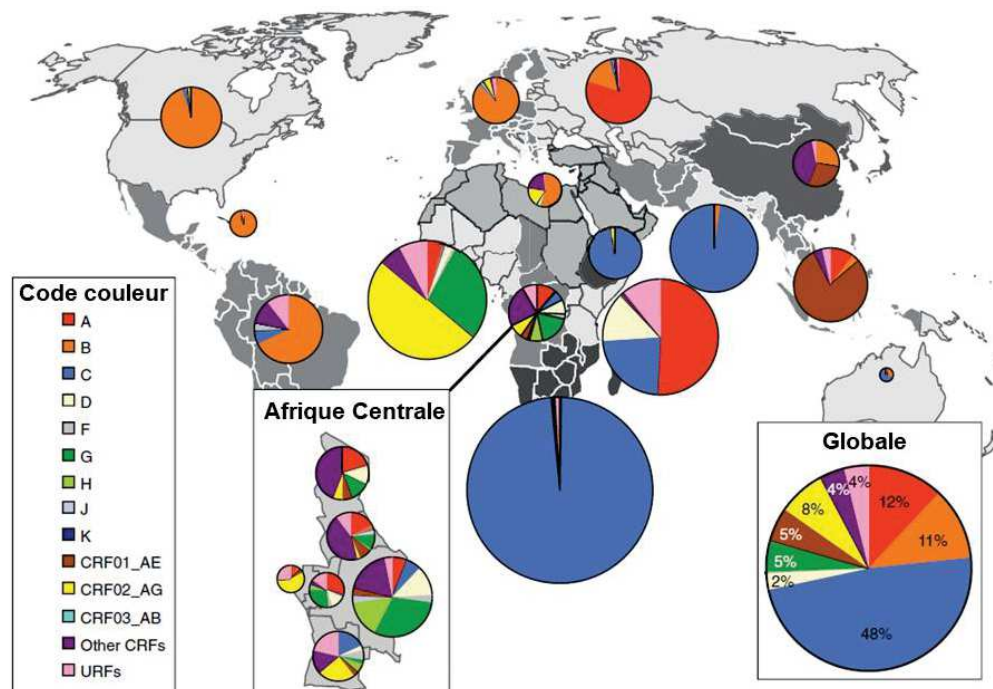 Code couleur
A
B
C
D
F
G
H
J
K
CRF01_AE
CRF02_AG
CRF03_AB
Other CRFs
URFs
Afrique Centrale
Globale
4%
4%
12%
8%
11%
5%
5%
2%
48%